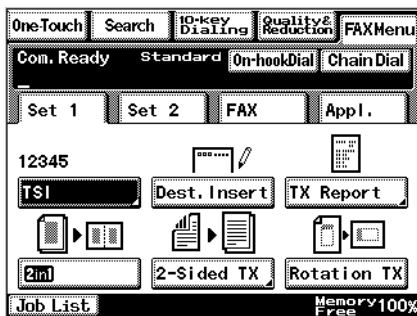 One-Touch Search 10-key Dialing Quality& Reduction FAXMenu
Com. Ready Standard On-hookDial Chain Dial
Set 1 Set 2 FAX Appl.
12345
TSI Dest.Insert TX Report
2in1 2-Sided TX Rotation TX
Job List Memory Free 100%